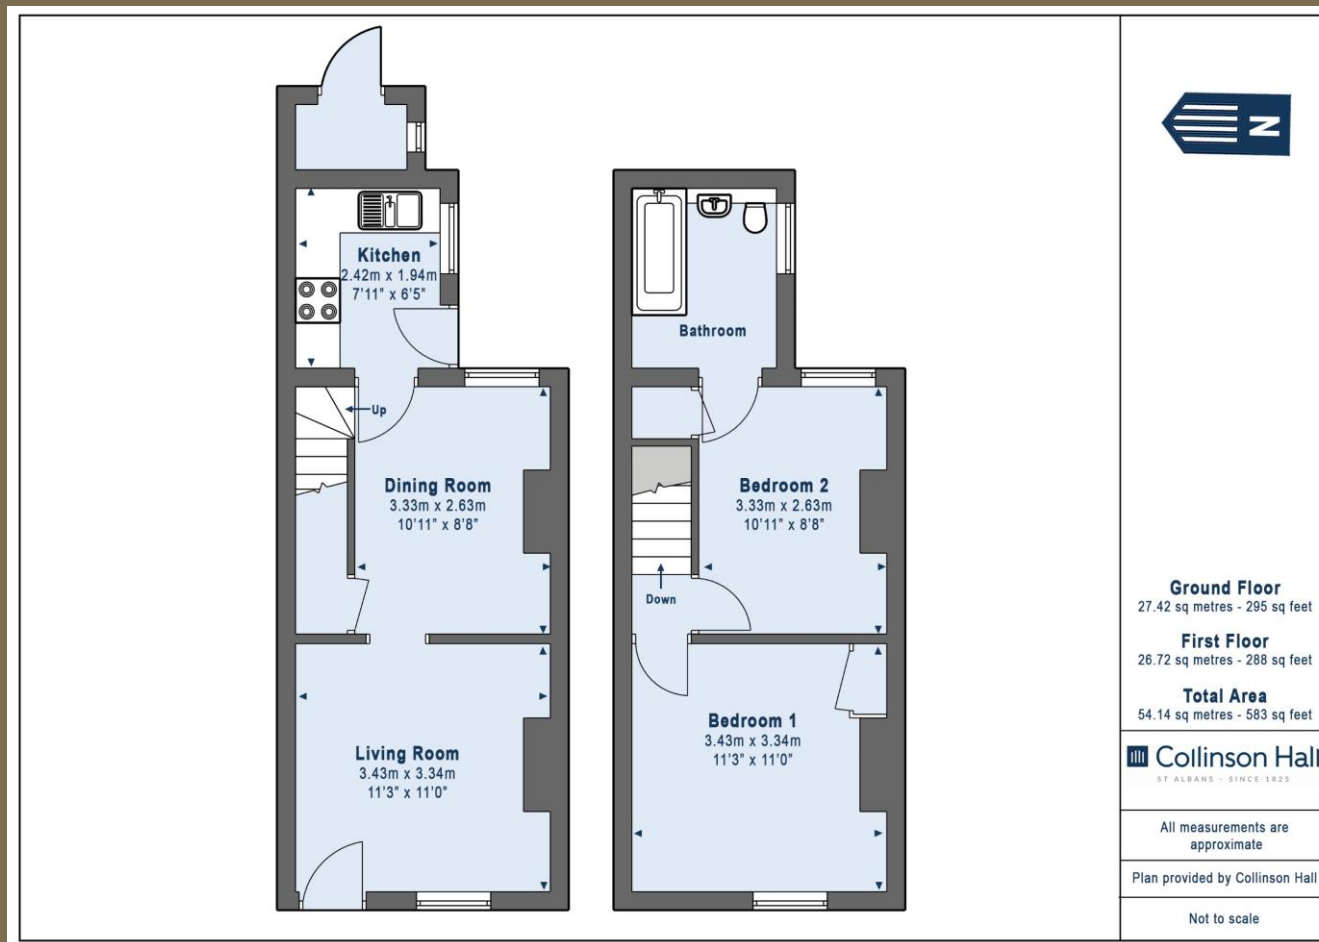 Kitchen
2.42m x 1.94m
7'11" x 6'5"
Up
Dining Room
3.33m x 2.63m
10'11" x 8'8"
Living Room
3.43m x 3.34m
11'3" x 11'0"
Bathroom
Bedroom 2
3.33m x 2.63m
10'11" x 8'8"
Down
Bedroom 1
3.43m x 3.34m
11'3" x 11'0"
N
Ground Floor
27.42 sq metres - 295 sq feet
First Floor
26.72 sq metres - 288 sq feet
Total Area
54.14 sq metres - 583 sq feet
Collinson Hall
ST ALBANS - SINCE 1825
All measurements are
approximate
Plan provided by Collinson Hall
Not to scale